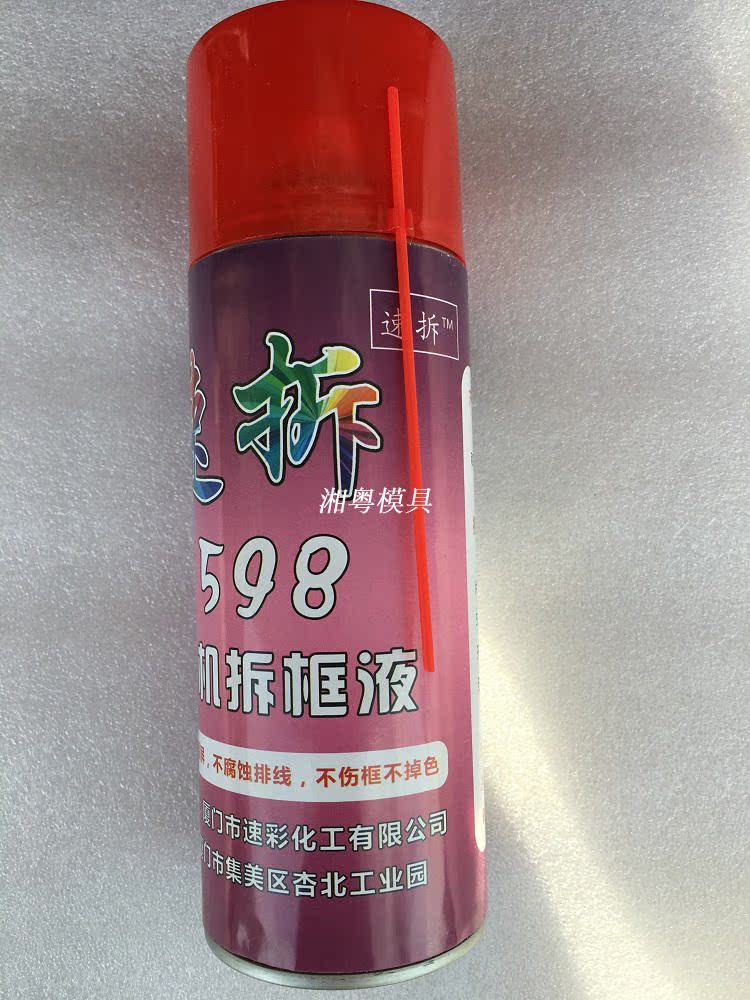 速拆™
速拆
湘粤模具
598
机拆框液
屏，不腐蚀排线，不伤框不掉色
厦门市速彩化工有限公司
门市集美区杏北工业园